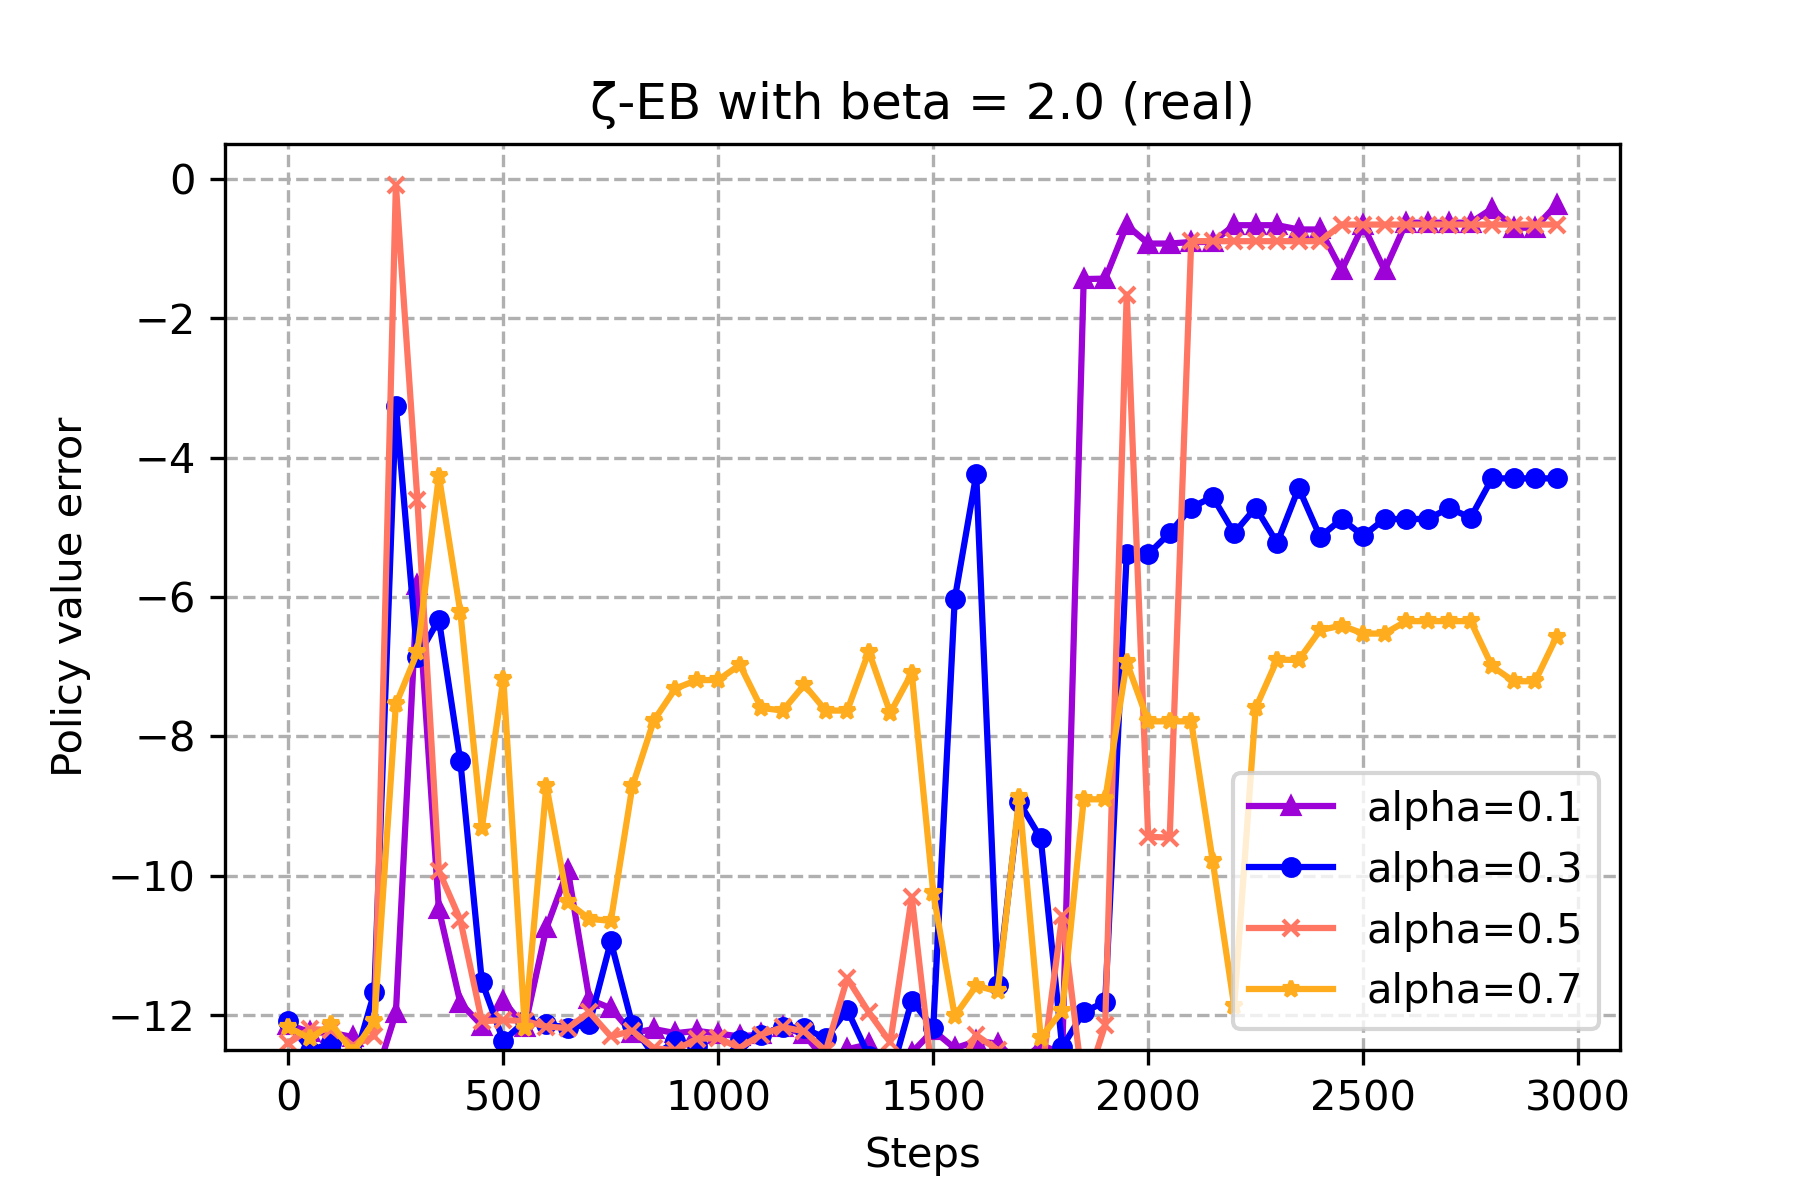 ζ-EB with beta = 2.0 (real)
Policy value error
0
−2
−4
−6
−8
−10
−12
0 500 1000 1500 2000 2500 3000
Steps
alpha=0.1
alpha=0.3
alpha=0.5
alpha=0.7